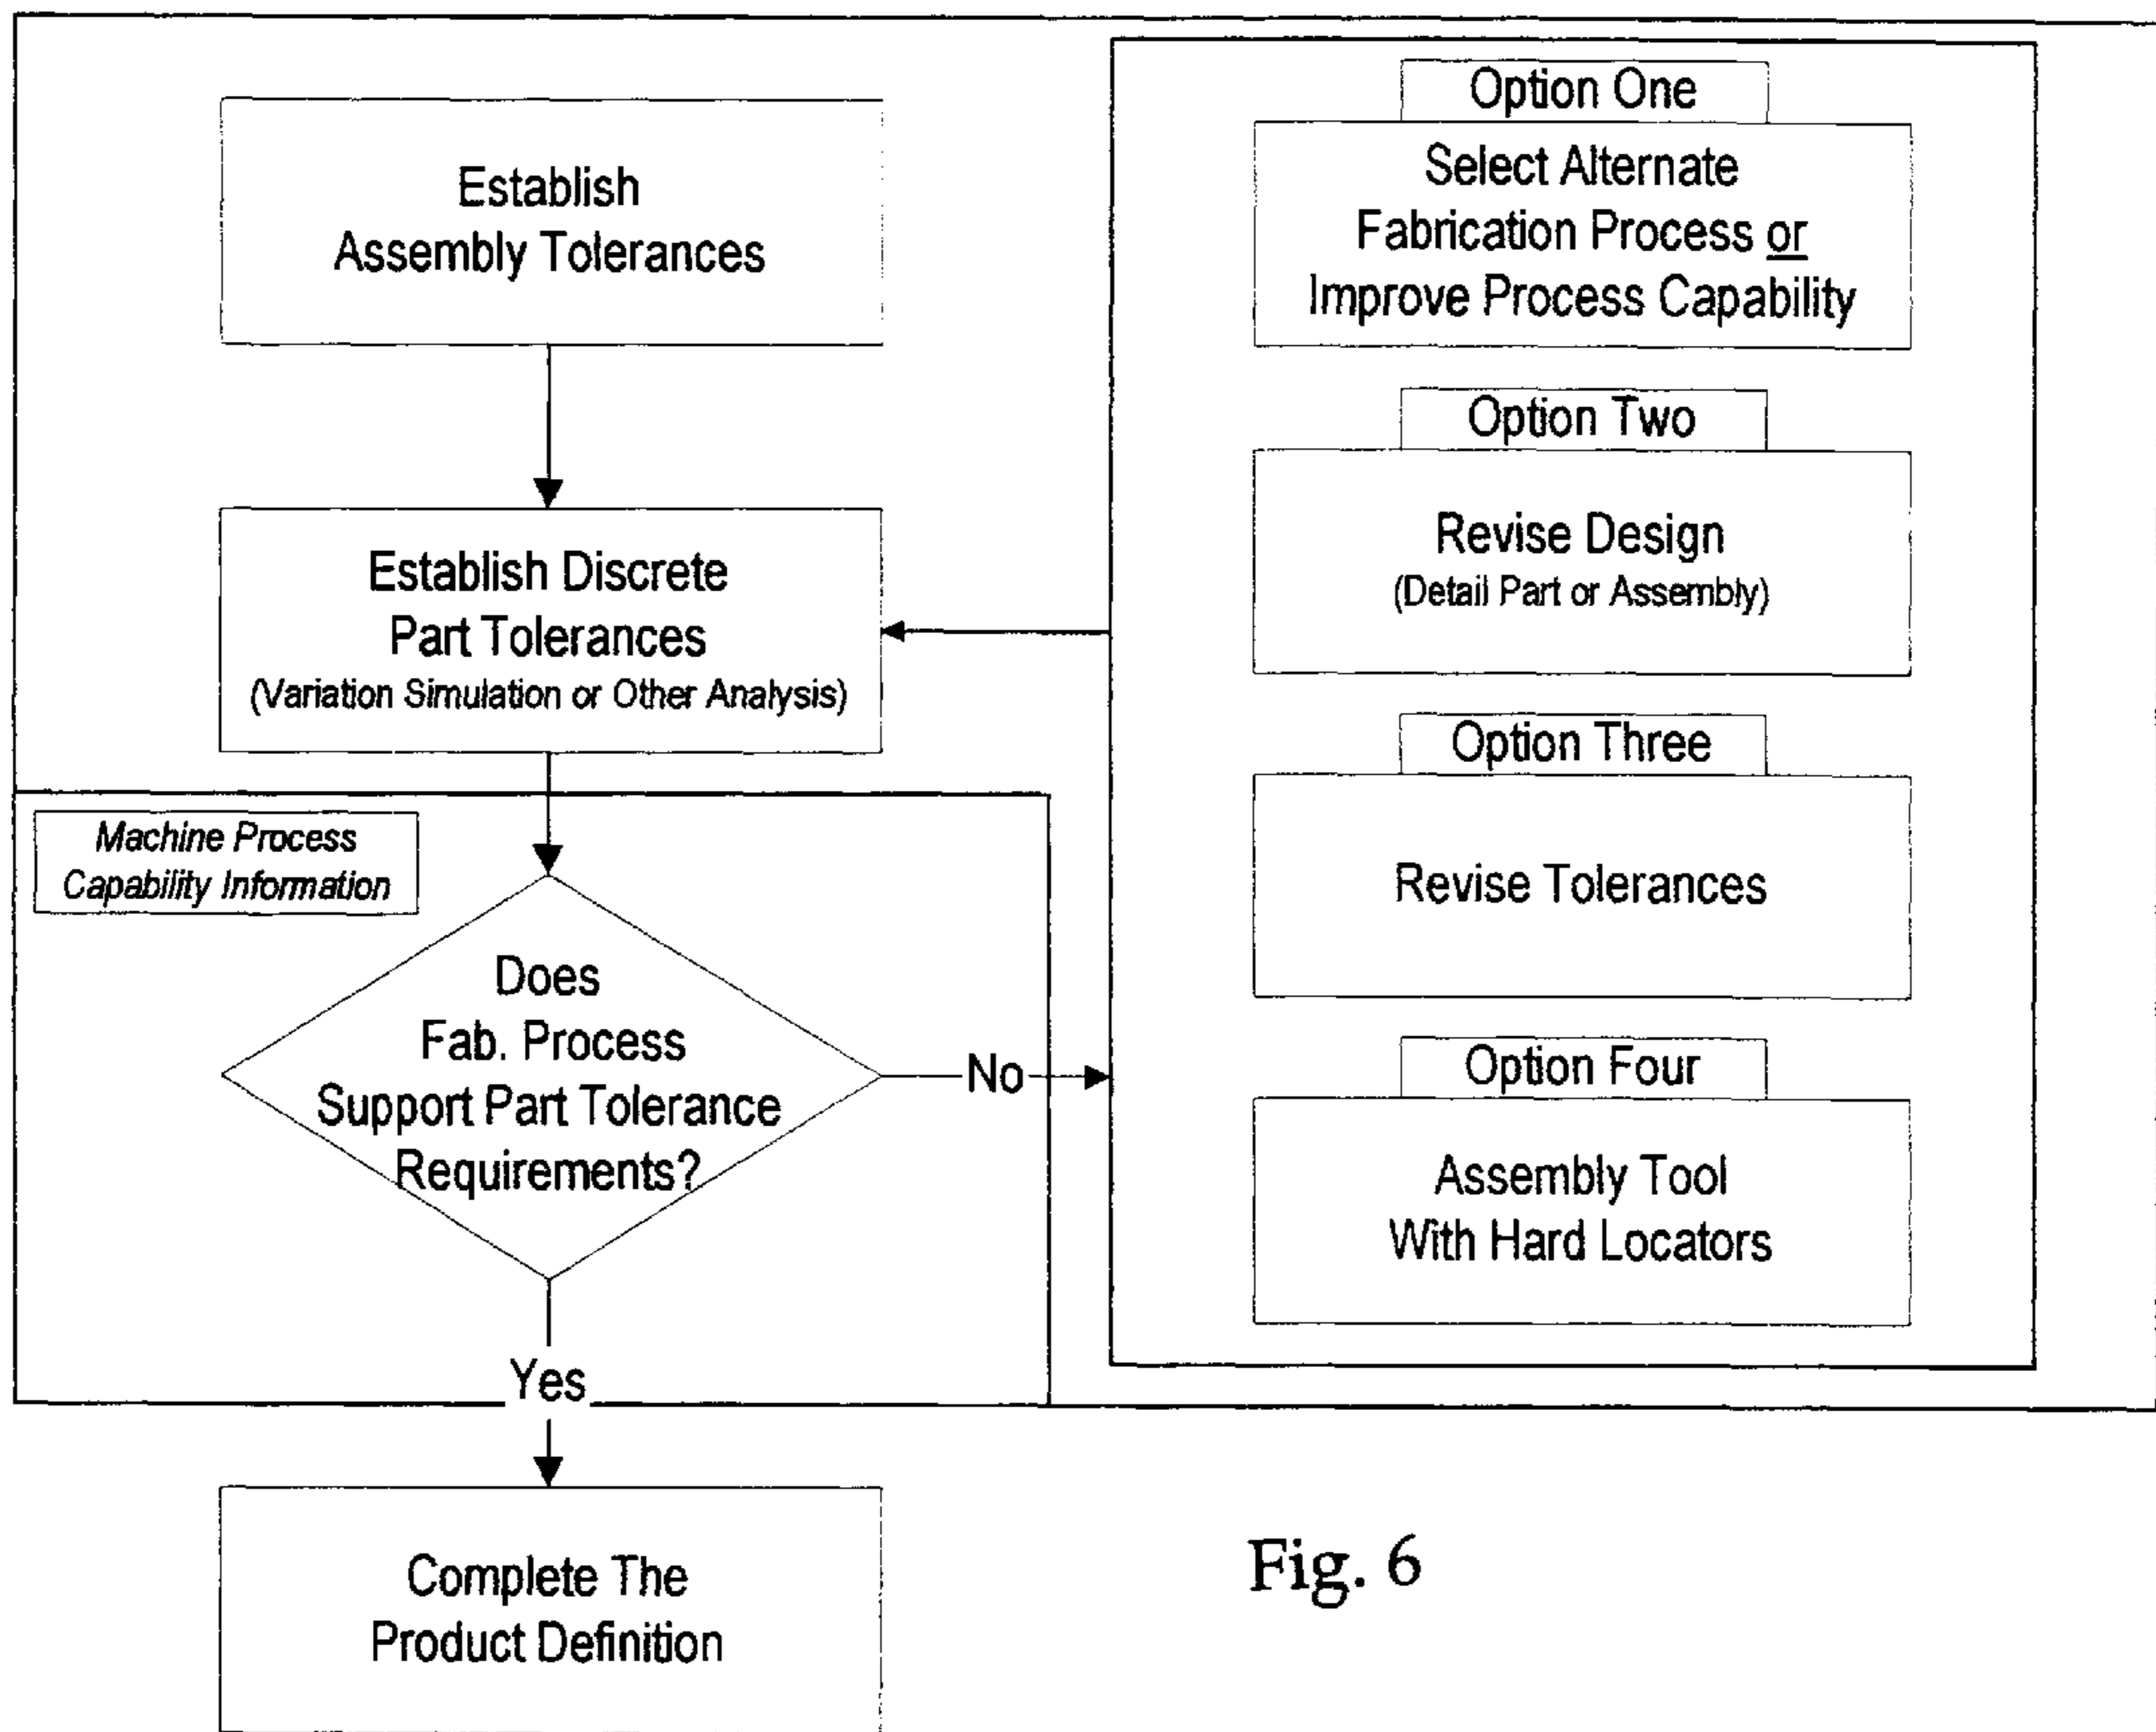 Establish
Assembly Tolerances
Establish Discrete
Part Tolerances
(Variation Simulation or Other Analysis)
Machine Process
Capability Information
Does
Fab. Process
Support Part Tolerance
Requirements?
No
Yes
Complete The
Product Definition
Option One
Select Alternate
Fabrication Process or
Improve Process Capability
Option Two
Revise Design
(Detail Part or Assembly)
Option Three
Revise Tolerances
Option Four
Assembly Tool
With Hard Locators
Fig. 6